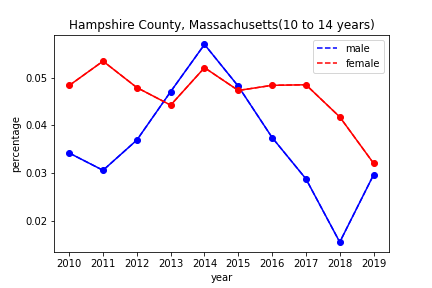 Hampshire County, Massachusetts(10 to 14 years)
male
female
0.05
0.04
0.03
0.02
percentage
2010 2011 2012 2013 2014 2015 2016 2017 2018 2019
year